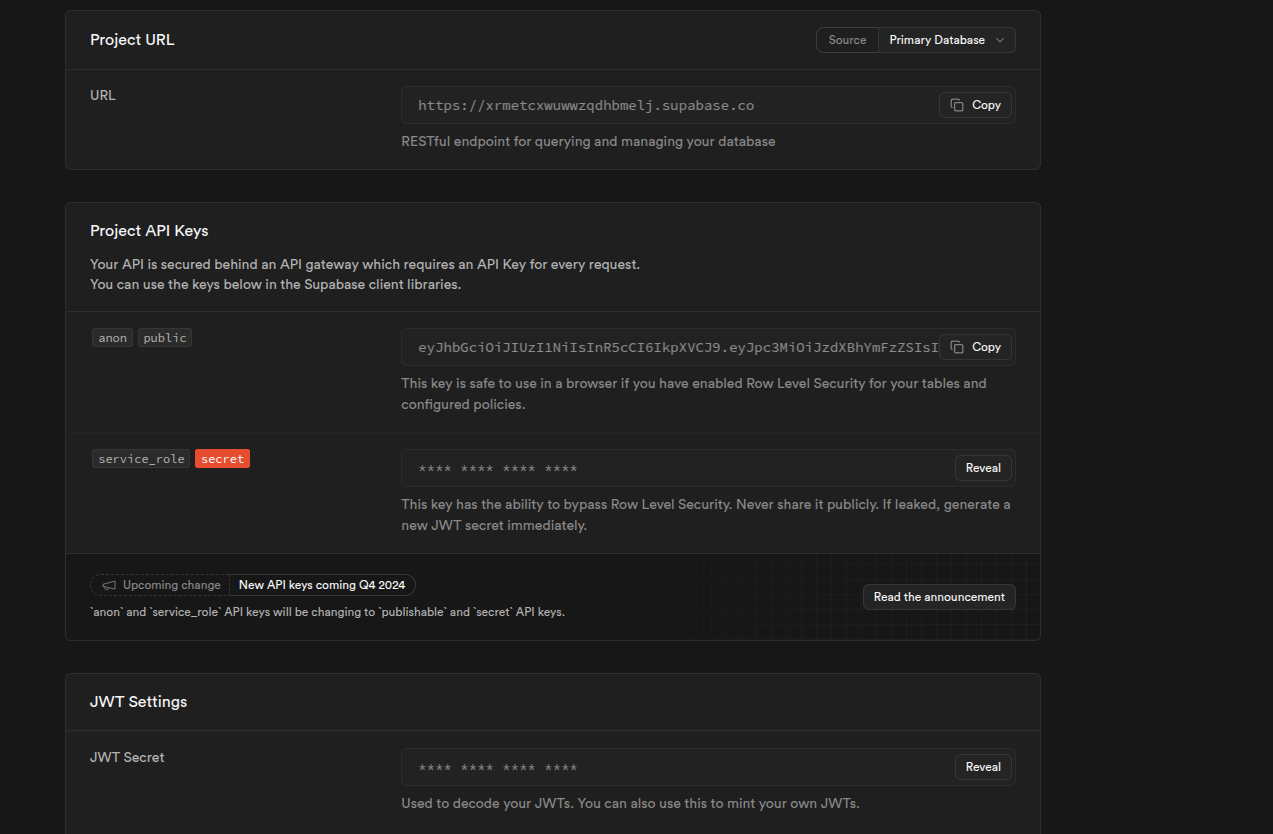 Project URL
Source Primary Database
URL
https://xrmetcxwuwwzqdhbmelj.supabase.co
Copy
RESTful endpoint for querying and managing your database
Project API Keys
Your API is secured behind an API gateway which requires an API Key for every request.
You can use the keys below in the Supabase client libraries.
anon public
eyJhbGciOiJIUzI1NiIsInR5cCI6IkpXVCJ9.eyJpc3MiOiJzdXBhYmFzZSIsI
Copy
This key is safe to use in a browser if you have enabled Row Level Security for your tables and
configured policies.
service_role secret
**** **** **** ****
Reveal
This key has the ability to bypass Row Level Security. Never share it publicly. If leaked, generate a
new JWT secret immediately.
Upcoming change New API keys coming Q4 2024
`anon` and `service_role` API keys will be changing to `publishable` and `secret` API keys.
Read the announcement
JWT Settings
JWT Secret
**** **** **** ****
Reveal
Used to decode your JWTs. You can also use this to mint your own JWTs.